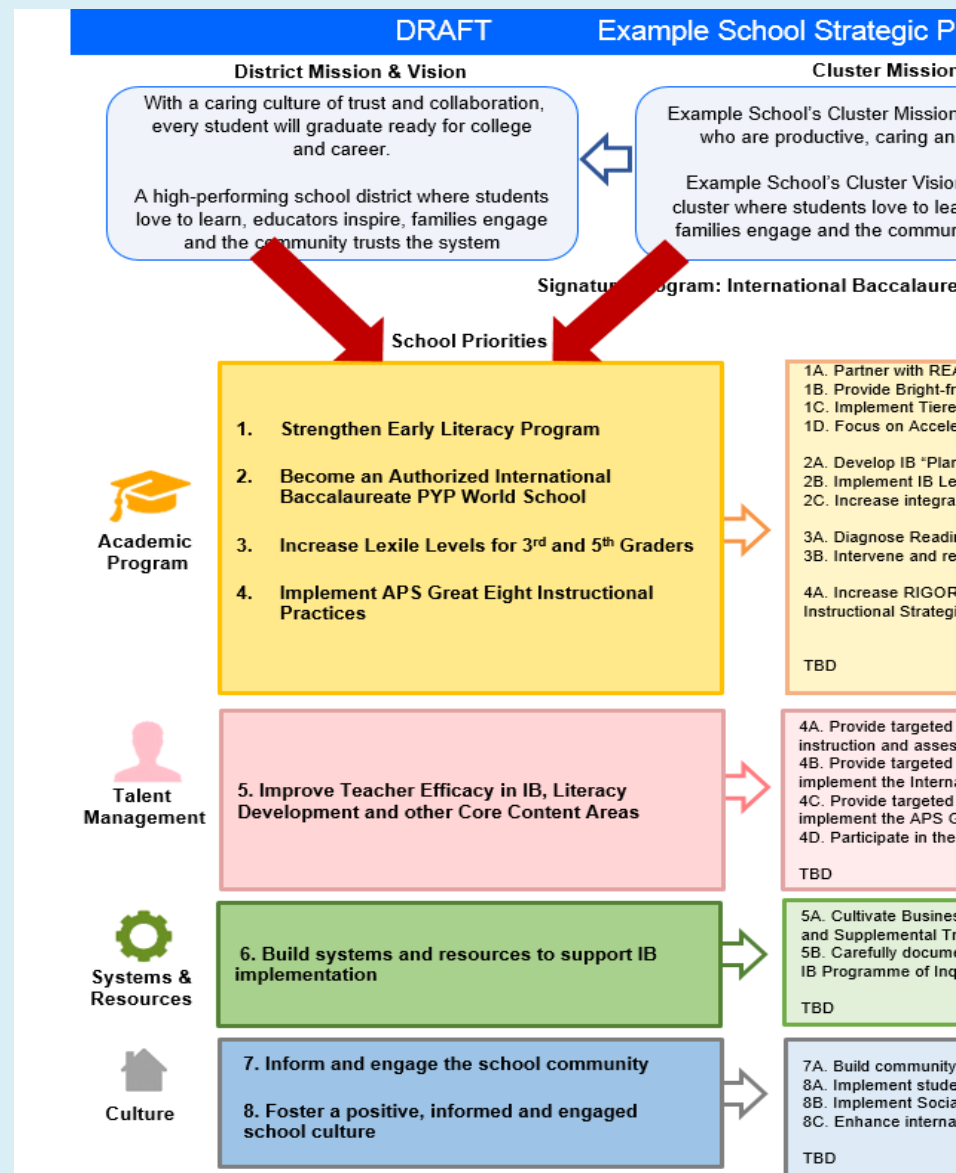 DRAFT Example School Strategic P
District Mission & Vision
With a caring culture of trust and collaboration,
every student will graduate ready for college
and career.
A high-performing school district where students
love to learn, educators inspire, families engage
and the community trusts the system
Cluster Mission
Example School's Cluster Mission
who are productive, caring an
Example School's Cluster Visio
cluster where students love to lea
families engage and the commun
Signatu ogram: International Baccalaure
School Priorities
Academic
Program
1. Strengthen Early Literacy Program
2. Become an Authorized International
Baccalaureate PYP World School
3. Increase Lexile Levels for 3rd and 5th Graders
4. Implement APS Great Eight Instructional
Practices
1A. Partner with REA
1B. Provide Bright-fr
1C. Implement Tiere
1D. Focus on Accele
2A. Develop IB "Plan
2B. Implement IB Le
2C. Increase integra
3A. Diagnose Readi
3B. Intervene and re
4A. Increase RIGOR
Instructional Strategi
TBD
Talent
Management
5. Improve Teacher Efficacy in IB, Literacy
Development and other Core Content Areas
4A. Provide targeted
instruction and asses
4B. Provide targeted
implement the Interna
4C. Provide targeted
implement the APS G
4D. Participate in the
TBD
Systems &
Resources
6. Build systems and resources to support IB
implementation
5A. Cultivate Busines
and Supplemental Tr
5B. Carefully docume
IB Programme of Inq
TBD
Culture
7. Inform and engage the school community
8. Foster a positive, informed and engaged
school culture
7A. Build community
8A. Implement stude
8B. Implement Socia
8C. Enhance interna
TBD